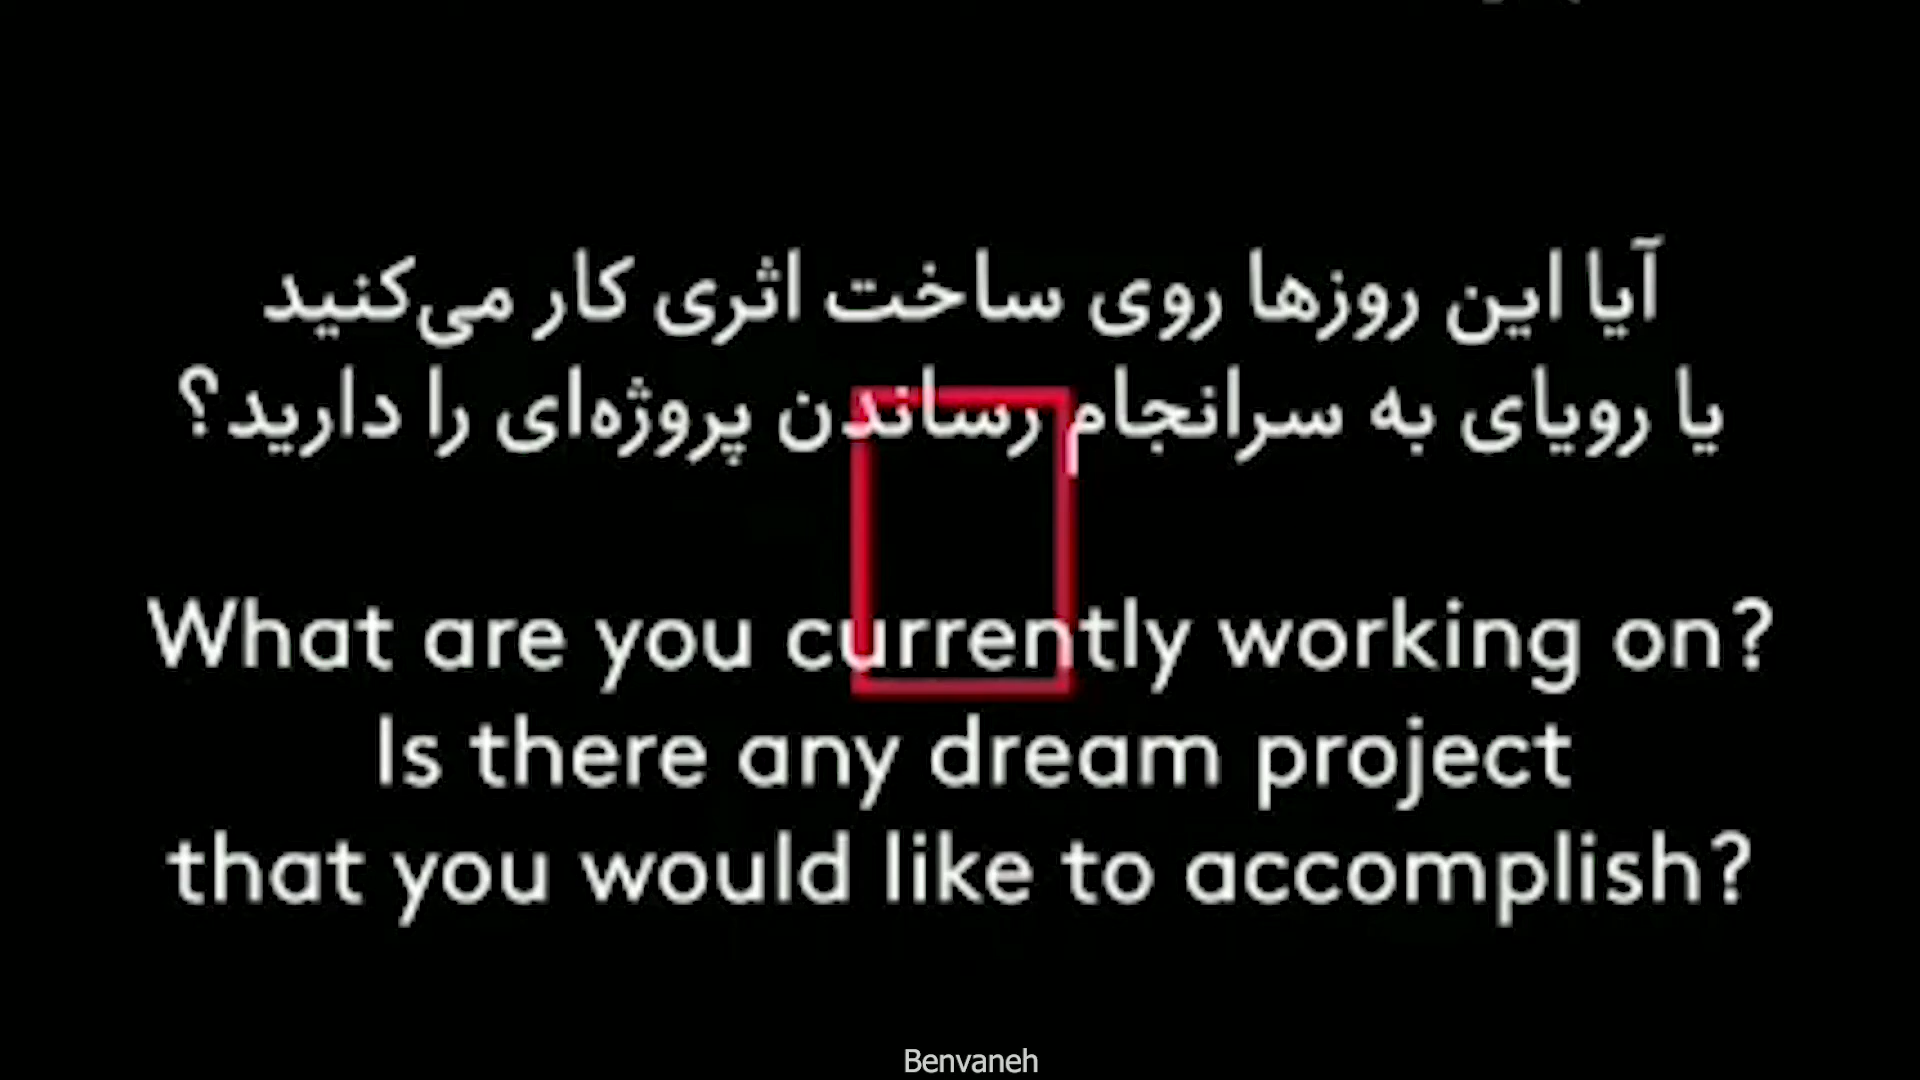 آیا این روزها روی ساخت اثری کار می‌کنید
یا رویای به سرانجام رساندن پروژه‌ای را دارید؟
What are you currently working on?
Is there any dream project
that you would like to accomplish?
Benvaneh